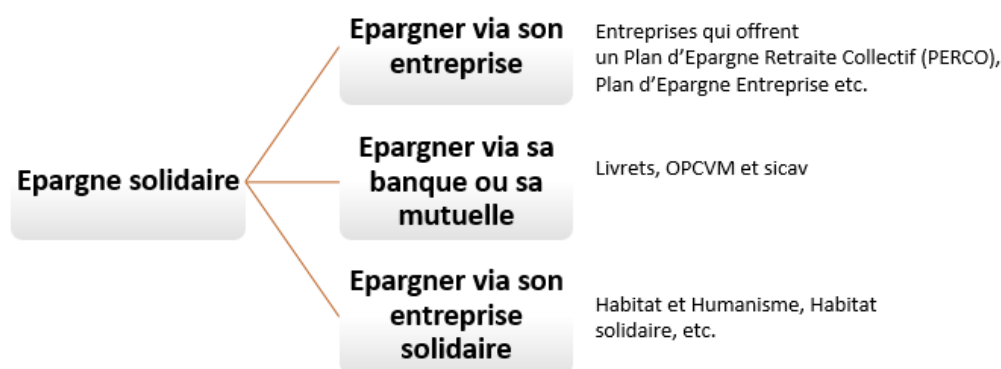 Epargne solidaire
Epargner via son
entreprise
Entreprises qui offrent
un Plan d’Epargne Retraite Collectif (PERCO),
Plan d’Epargne Entreprise etc.
Epargner via sa
banque ou sa
mutuelle
Livrets, OPCVM et sicav
Epargner via son
entreprise
solidaire
Habitat et Humanisme, Habitat
solidaire, etc.